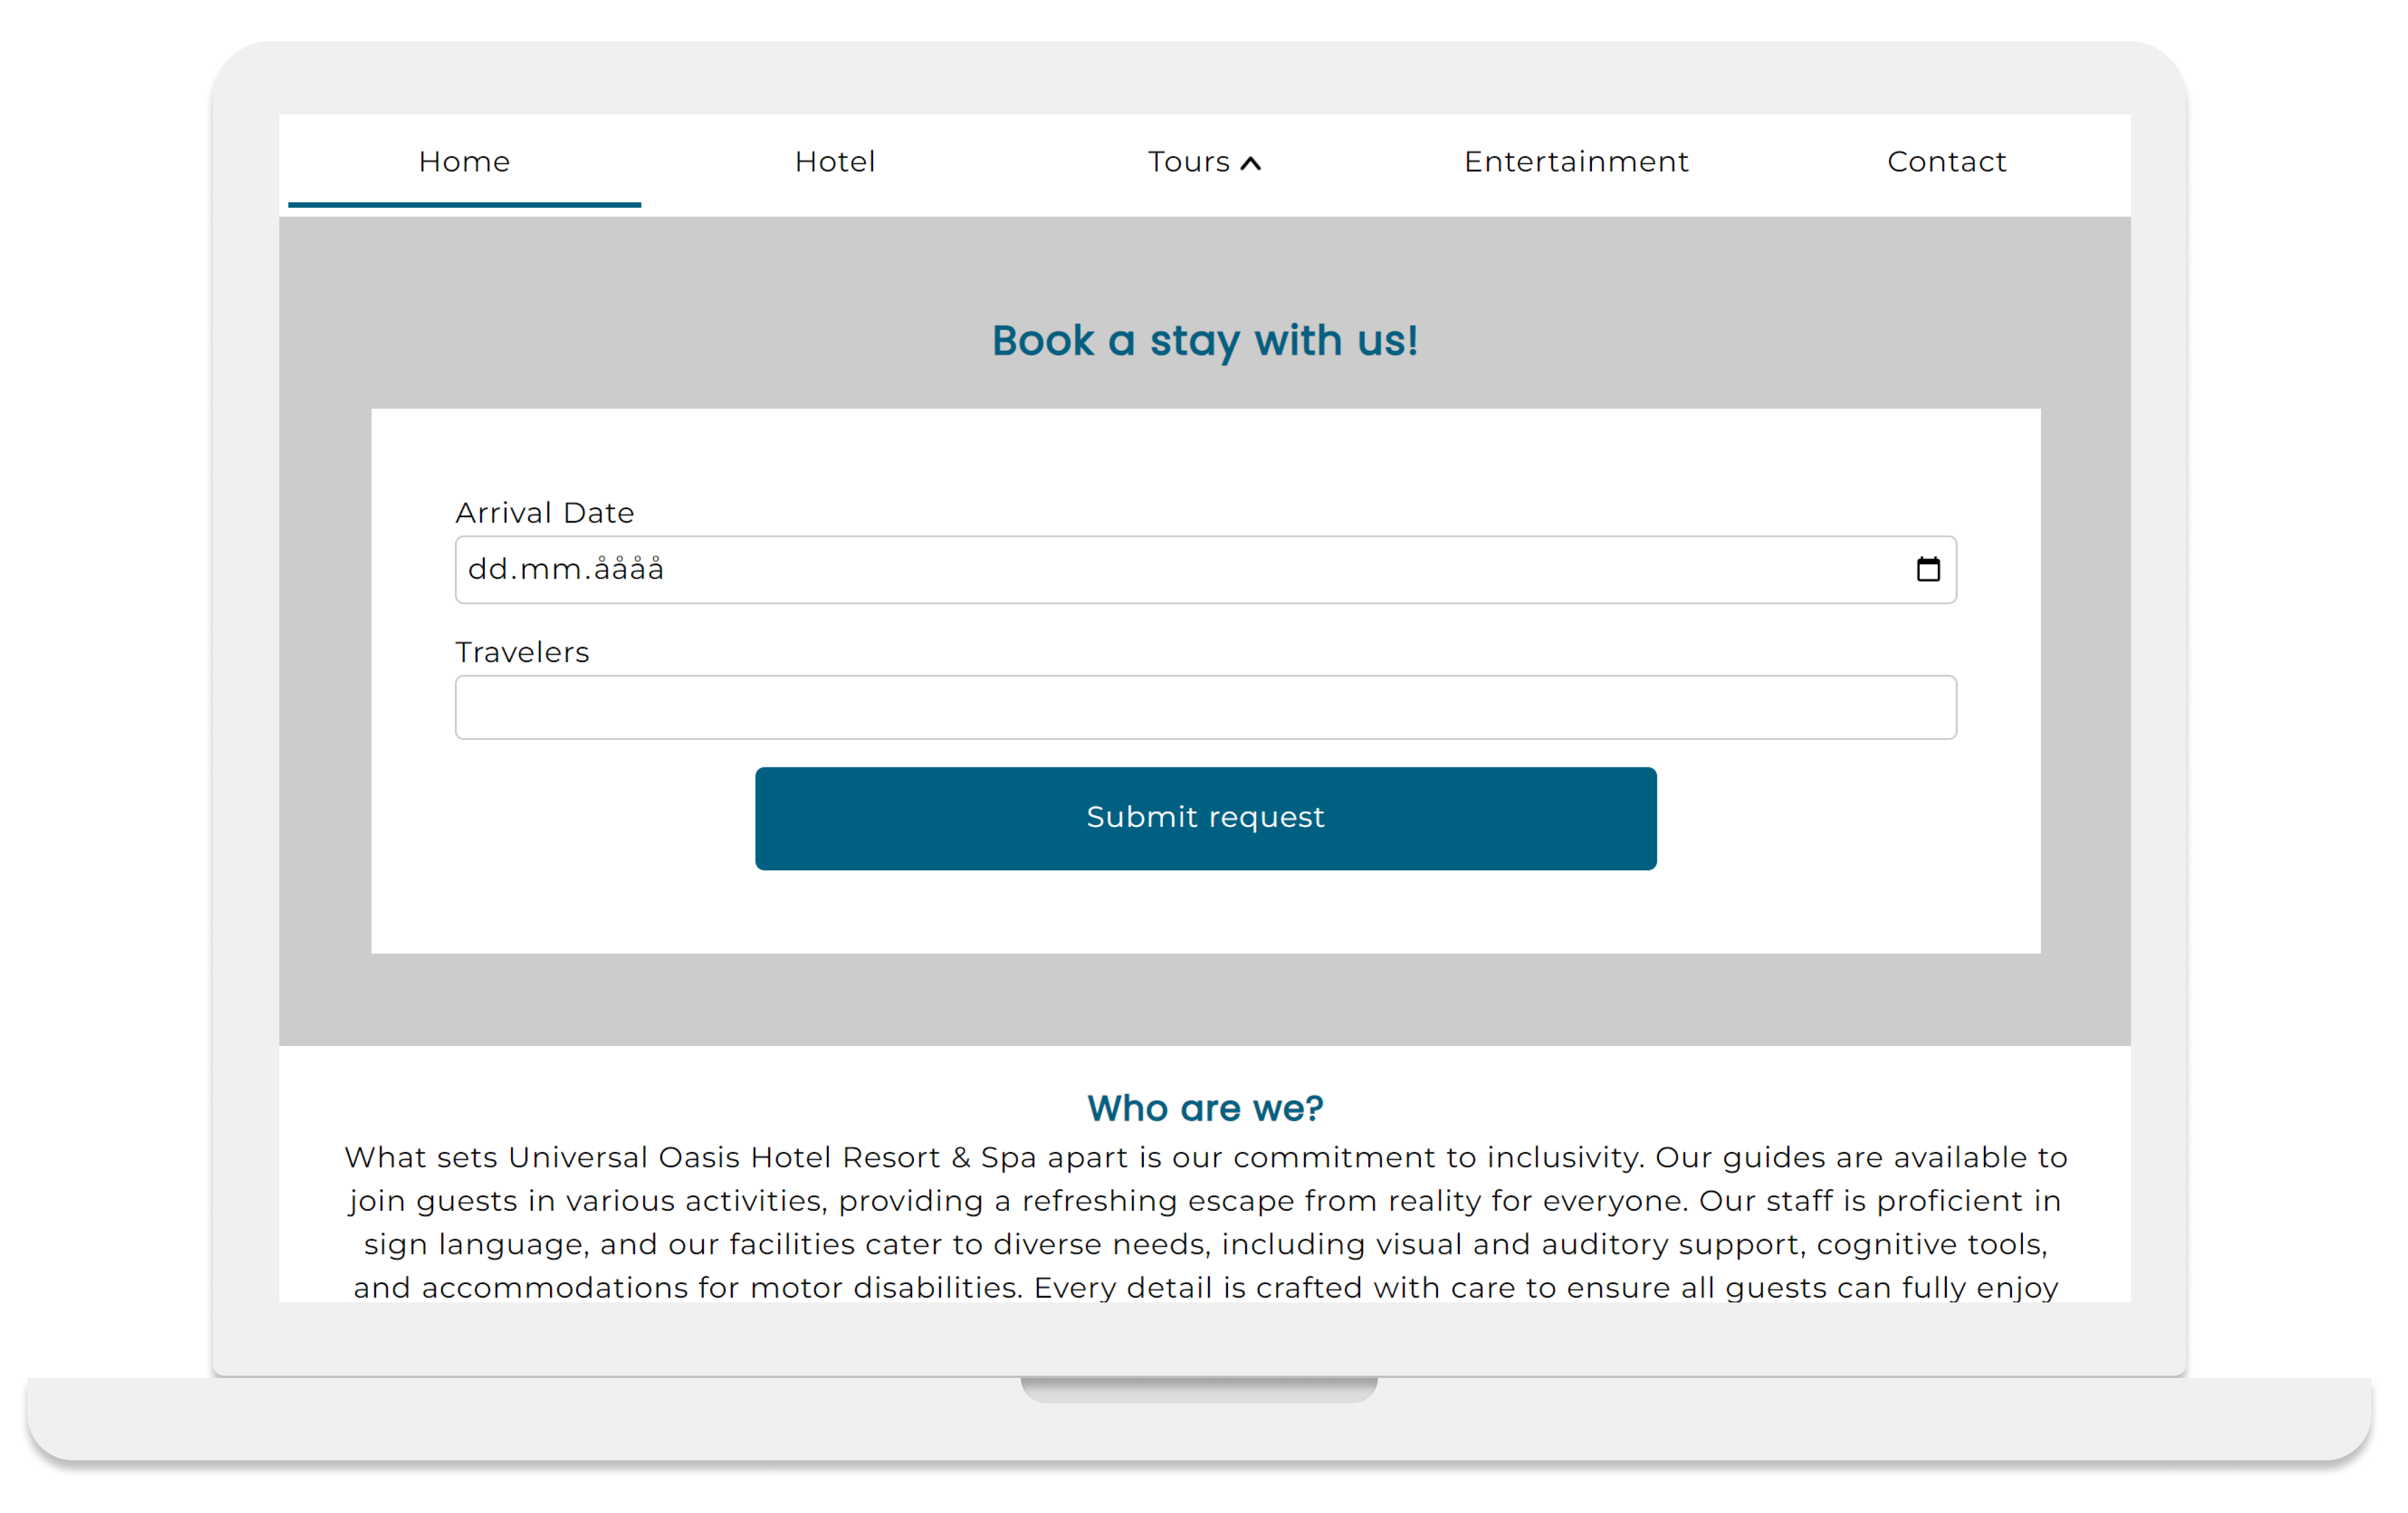 Home Hotel Tours Entertainment Contact
Book a stay with us!
Arrival Date
dd.mm.åååå
Travelers
Submit request
Who are we?
What sets Universal Oasis Hotel Resort & Spa apart is our commitment to inclusivity. Our guides are available to
join guests in various activities, providing a refreshing escape from reality for everyone. Our staff is proficient in
sign language, and our facilities cater to diverse needs, including visual and auditory support, cognitive tools,
and accommodations for motor disabilities. Every detail is crafted with care to ensure all guests can fully enjoy